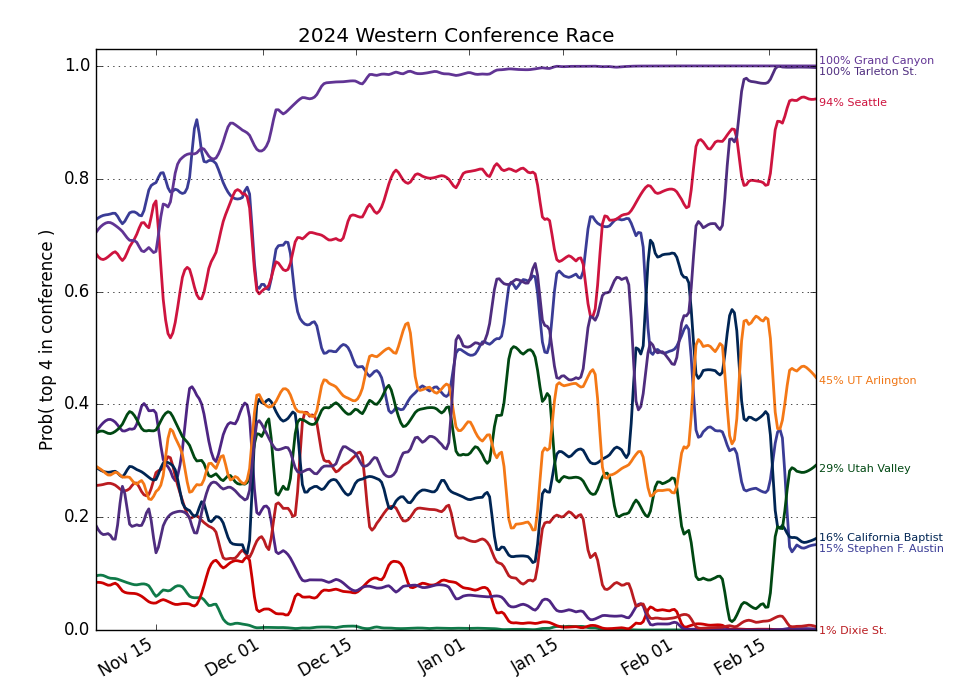 2024 Western Conference Race
Prob( top 4 in conference )
1.0
0.8
0.6
0.4
0.2
0.0
Nov 15
Dec 01
Dec 15
Jan 01
Jan 15
Feb 01
Feb 15
100% Grand Canyon
100% Tarleton St.
94% Seattle
45% UT Arlington
29% Utah Valley
16% California Baptist
15% Stephen F. Austin
1% Dixie St.